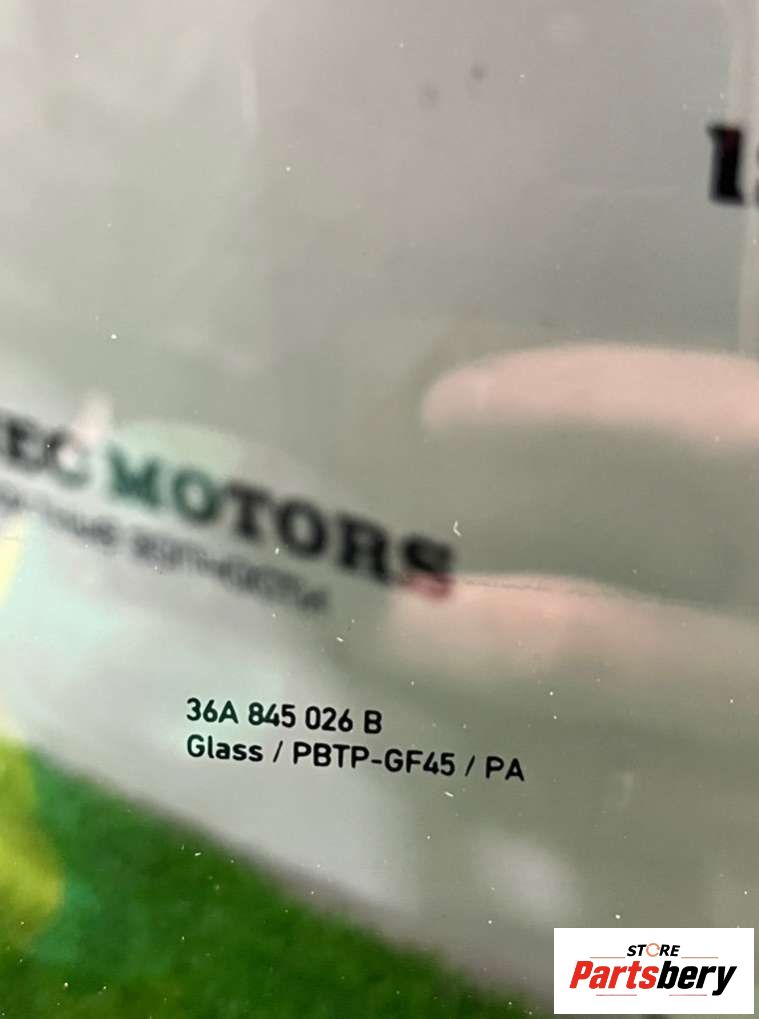 MOTORS
36A 845 026 B
Glass / PBTP-GF45 / PA
STORE
Partsbery